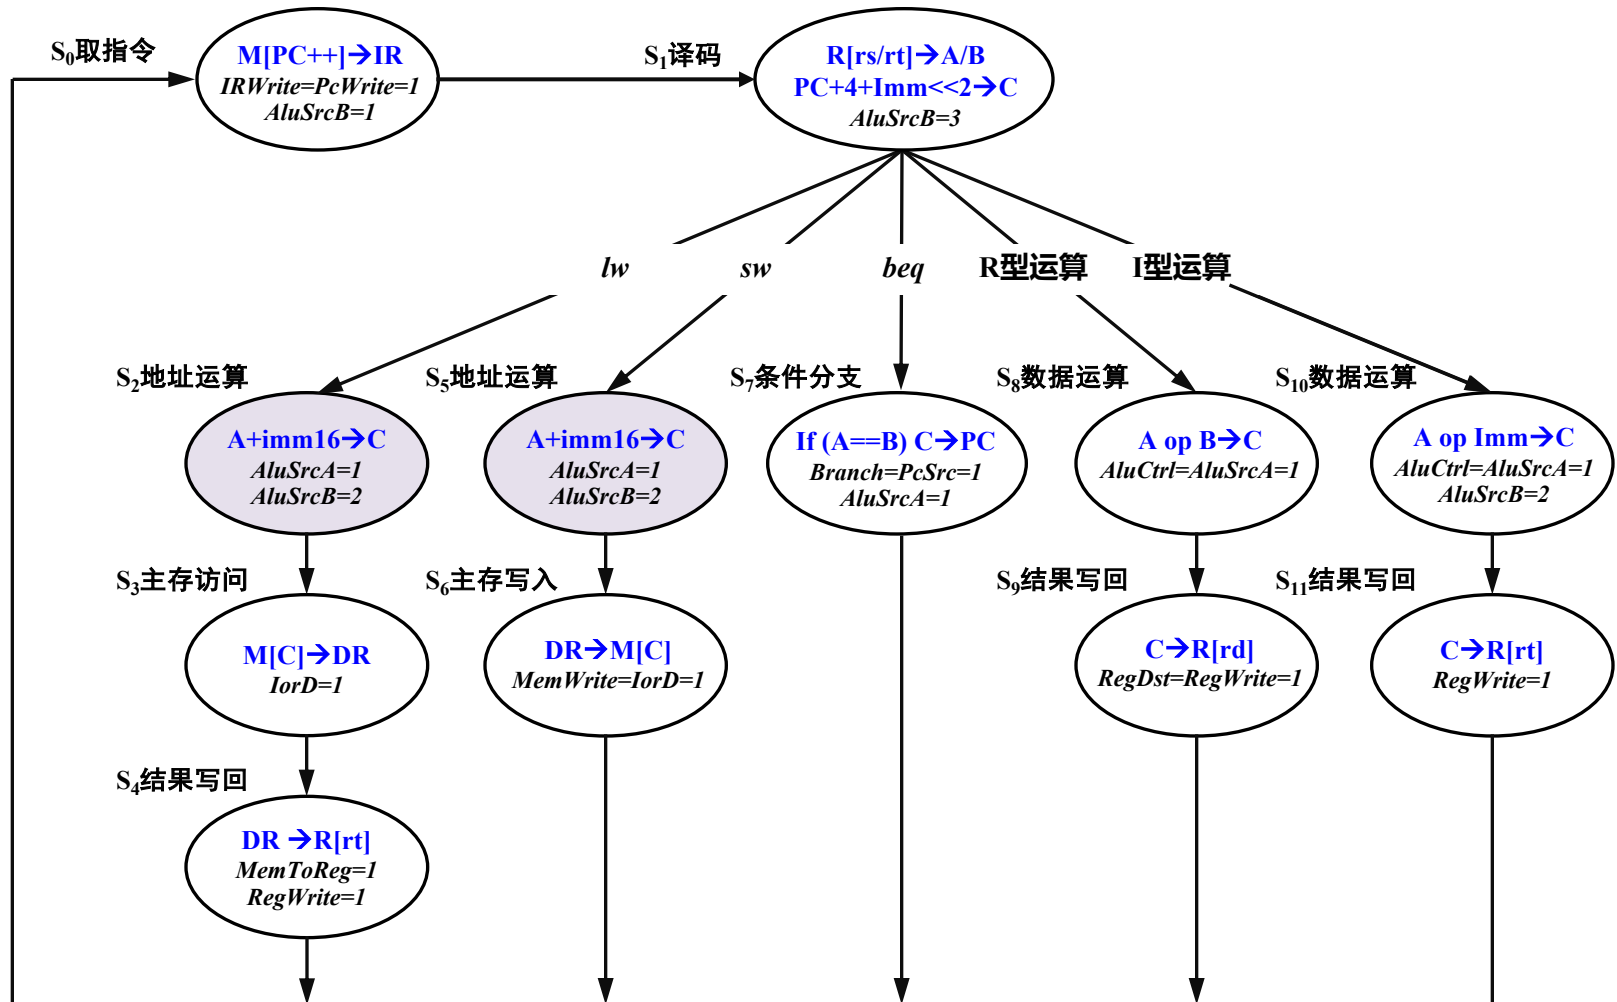 S₀取指令
M[PC++]→IR
IRWrite=PcWrite=1
AluSrcB=1
S₁译码
R[rs/rt]→A/B
PC+4+Imm<<2→C
AluSrcB=3
lw
sw
beq
R型运算
I型运算
S₂地址运算
A+imm16→C
AluSrcA=1
AluSrcB=2
S₅地址运算
A+imm16→C
AluSrcA=1
AluSrcB=2
S₇条件分支
If (A==B) C→PC
Branch=PcSrc=1
AluSrcA=1
S₈数据运算
A op B→C
AluCtrl=AluSrcA=1
S₁₀数据运算
A op Imm→C
AluCtrl=AluSrcA=1
AluSrcB=2
S₃主存访问
M[C]→DR
IorD=1
S₆主存写入
DR→M[C]
MemWrite=IorD=1
S₉结果写回
C→R[rd]
RegDst=RegWrite=1
S₁₁结果写回
C→R[rt]
RegWrite=1
S₄结果写回
DR →R[rt]
MemToReg=1
RegWrite=1